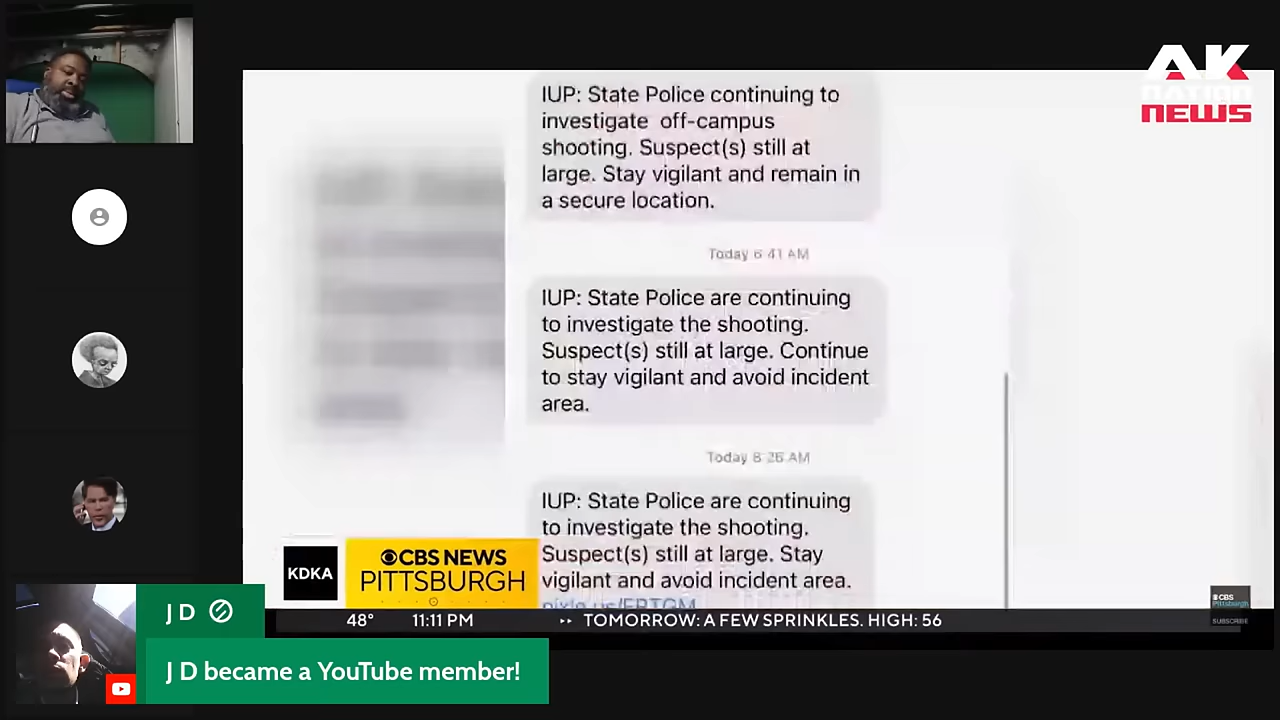 AK
NATION
NEWS
IUP: State Police continuing to
investigate off-campus
shooting. Suspect(s) still at
large. Stay vigilant and remain in
a secure location.
Today 6:41 AM
IUP: State Police are continuing
to investigate the shooting.
Suspect(s) still at large. Continue
to stay vigilant and avoid incident
area.
Today 8:26 AM
IUP: State Police are continuing
to investigate the shooting.
Suspect(s) still at large. Stay
vigilant and avoid incident area.
KDKA
CBS NEWS
PITTSBURGH
CBS
Pittsburgh
SUBSCRIBE
48° 11:11 PM TOMORROW: A FEW SPRINKLES. HIGH: 56
J D
J D became a YouTube member!